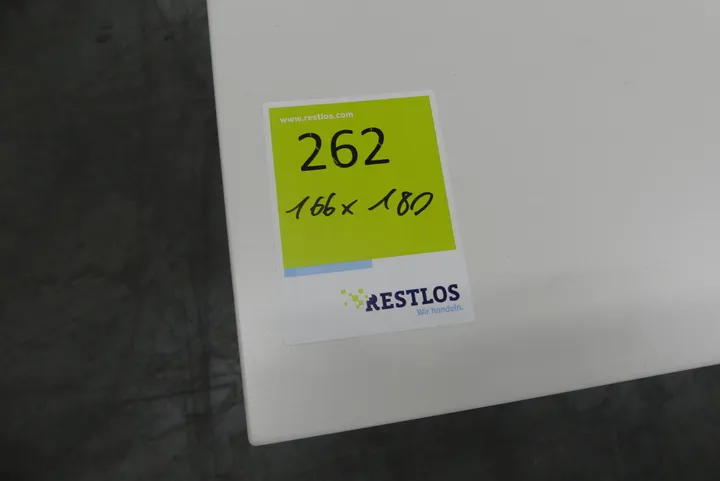 www.restlos.com
262
166x 180
RESTLOS
Wir handeln.